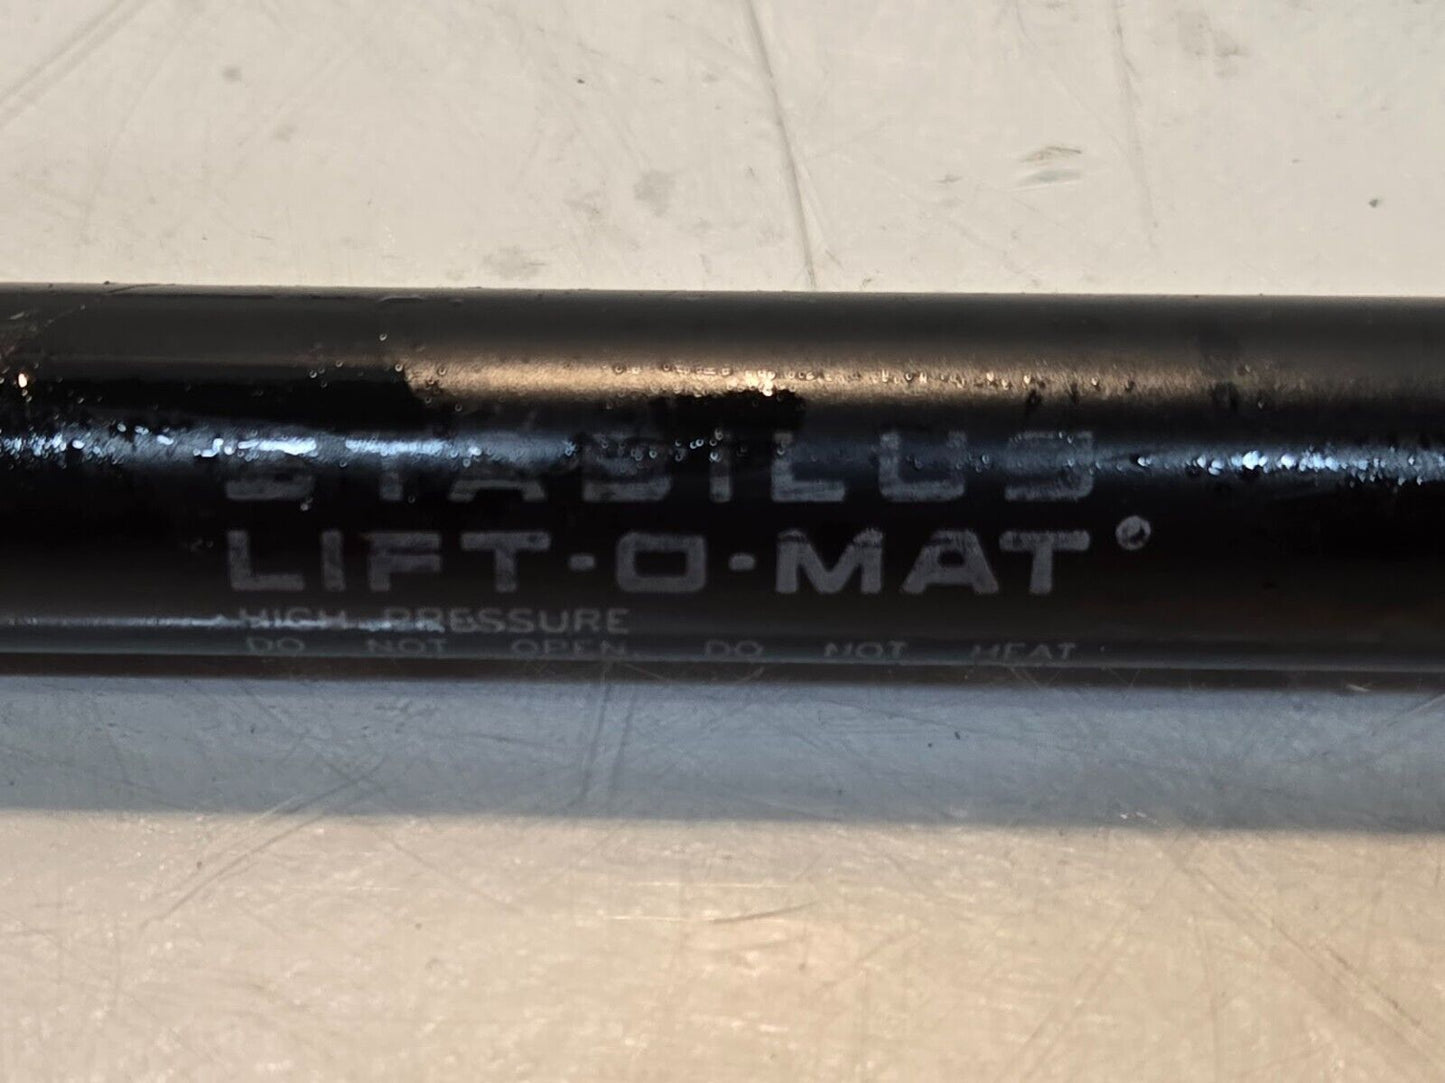 STABILUS
LIFT-O-MAT®
HIGH PRESSURE
DO NOT OPEN. DO NOT HEAT.